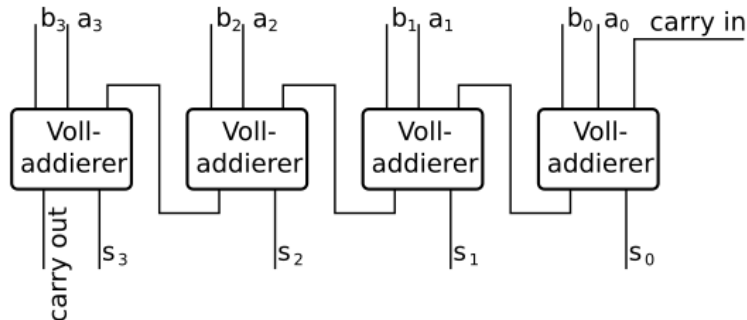 b₃ a₃ b₂ a₂ b₁ a₁ b₀ a₀ carry in
Voll-
addierer
Voll-
addierer
Voll-
addierer
Voll-
addierer
carry out
s₃
s₂
s₁
s₀